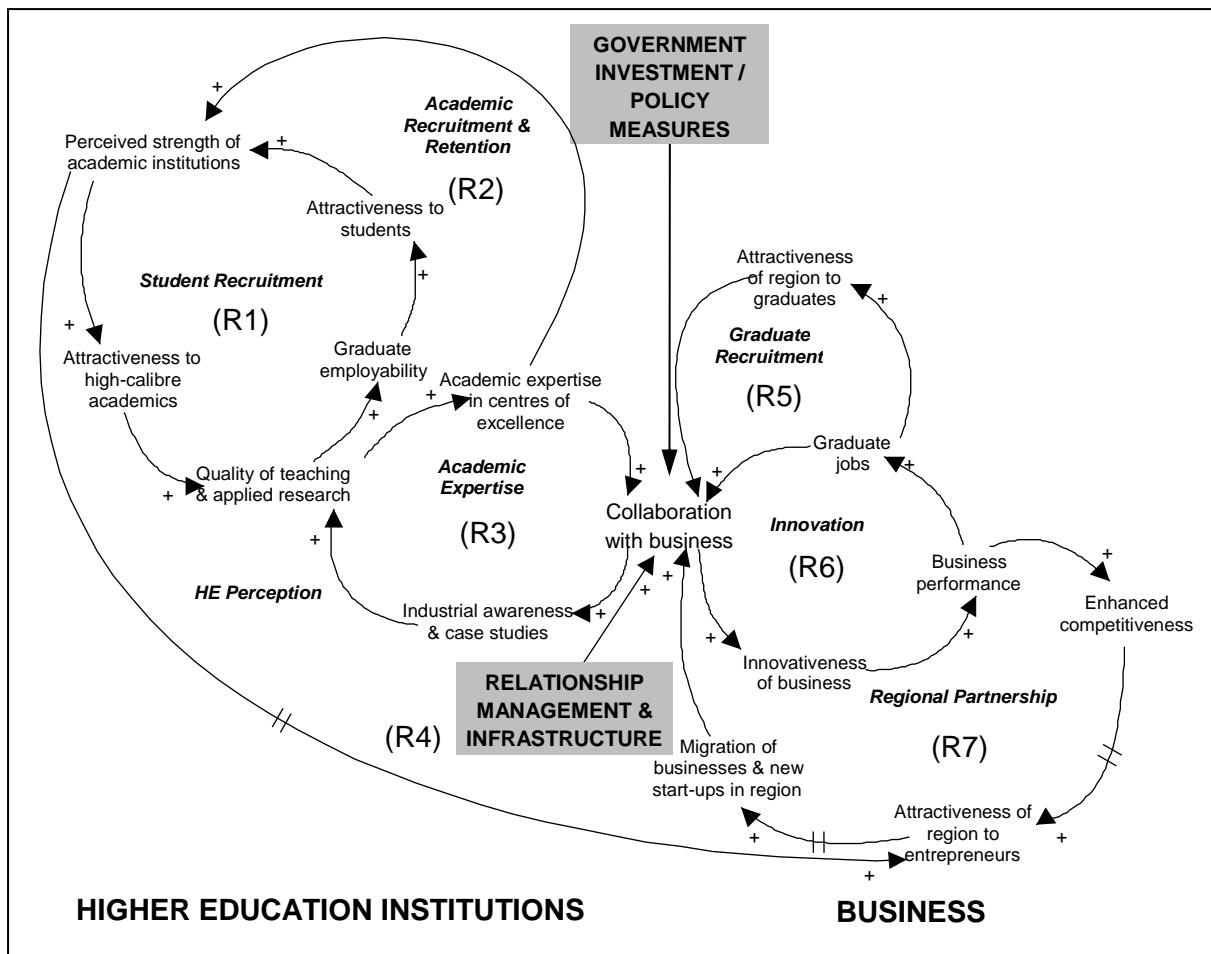 GOVERNMENT
INVESTMENT /
POLICY
MEASURES
+
Academic
Recruitment &
Retention
(R2)
+
Perceived strength of
academic institutions
Attractiveness to
students
+
Student Recruitment
(R1)
+
Attractiveness to
high-calibre
academics
Graduate
employability
+
+
Academic expertise
in centres of
excellence
+
Quality of teaching
& applied research
Academic
Expertise
(R3)
+
+
HE Perception
Industrial awareness
& case studies
+
Collaboration
with business
+
+
Attractiveness
of region to
graduates
+
Graduate
Recruitment
(R5)
Graduate
jobs
+
+
+
Innovation
(R6)
Business
performance
+
Enhanced
competitiveness
+
Innovativeness
of business
+
Regional Partnership
(R7)
RELATIONSHIP
MANAGEMENT &
INFRASTRUCTURE
(R4)
Migration of
businesses & new
start-ups in region
+
Attractiveness of
region to
entrepreneurs
+
+
HIGHER EDUCATION INSTITUTIONS
BUSINESS